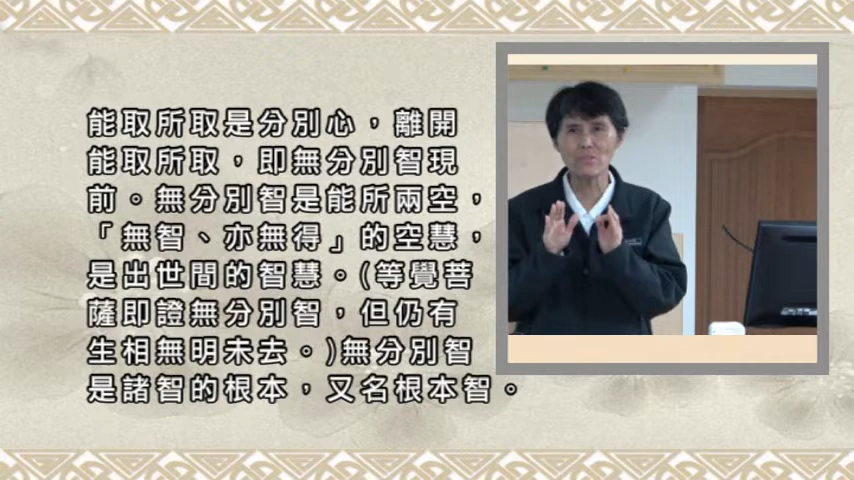 能取所取是分別心，離開
能取所取，即無分別智現
前。無分別智是能所兩空，
「無智、亦無得」的空慧，
是出世間的智慧。(等覺菩
薩即證無分別智，但仍有
生相無明未去。)無分別智
是諸智的根本，又名根本智。